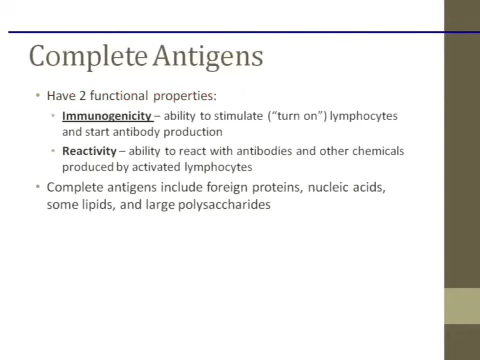 Complete Antigens
• Have 2 functional properties:
• Immunogenicity – ability to stimulate (“turn on”) lymphocytes
and start antibody production
• Reactivity – ability to react with antibodies and other chemicals
produced by activated lymphocytes
• Complete antigens include foreign proteins, nucleic acids,
some lipids, and large polysaccharides